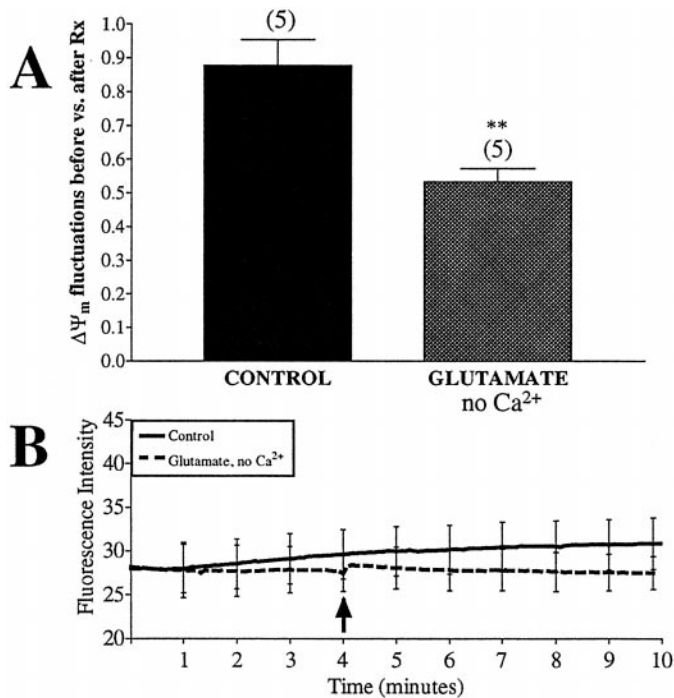 A
ΔΨm fluctuations before vs. after Rx
1.0
0.9
0.8
0.7
0.6
0.5
0.4
0.3
0.2
0.1
0.0
(5)
**
(5)
CONTROL
GLUTAMATE
no Ca2+
B
Fluorescence Intensity
45
40
35
30
25
20
Control
Glutamate, no Ca2+
1 2 3 4 5 6 7 8 9 10
Time (minutes)